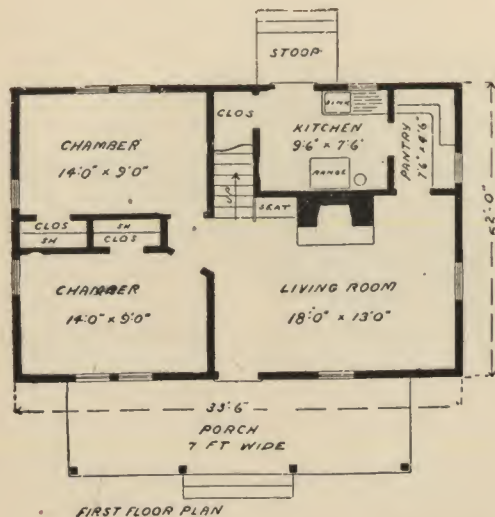 STOOP
CLOS
SINK
KITCHEN
9'6" x 7'6"
RANGE
PANTRY
7'6" x 4'6"
CHAMBER
14'0" x 9'0"
UP
SEAT
CLOS
SH
SH
CLOS
CHAMBER
14'0" x 9'0"
LIVING ROOM
18'0" x 13'0"
22'-0"
33'-6"
PORCH
7 FT WIDE
FIRST FLOOR PLAN